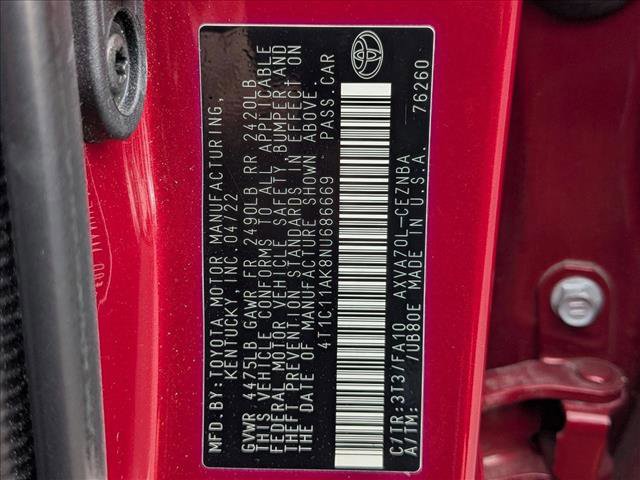 MFD. BY: TOYOTA MOTOR MANUFACTURING,
KENTUCKY, INC. 04/22
GVWR 4475LB GAWR FR 2490LB RR 2420LB
THIS VEHICLE CONFORMS TO ALL APPLICABLE
FEDERAL MOTOR VEHICLE SAFETY, BUMPER AND
THEFT PREVENTION STANDARDS IN EFFECT ON
THE DATE OF MANUFACTURE SHOWN ABOVE.
4T1C11AK8NU686669 PASS.CAR
C/TR:3T3/FA10 AXVA70L-CEZNBA
A/TM: /UB80E MADE IN U.S.A. 76260